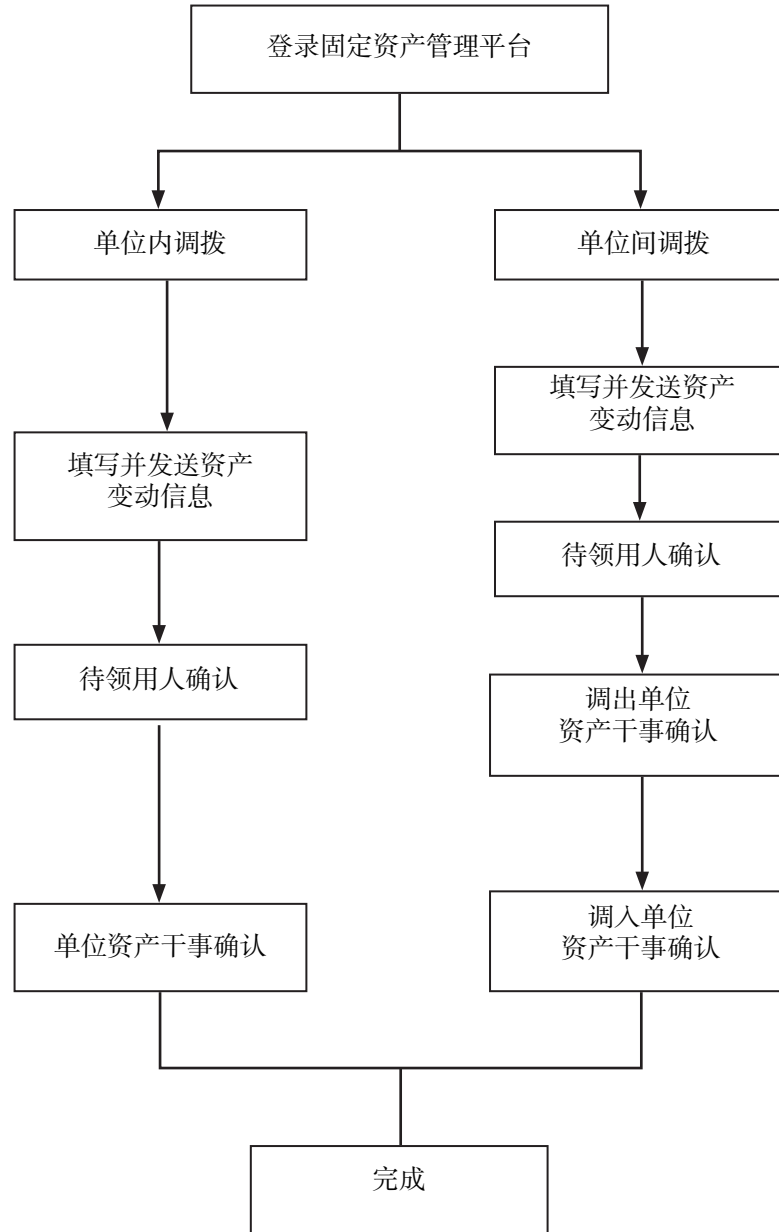 登录固定资产管理平台
单位内调拨
单位间调拨
填写并发送资产
变动信息
填写并发送资产
变动信息
待领用人确认
待领用人确认
调出单位
资产干事确认
单位资产干事确认
调入单位
资产干事确认
完成